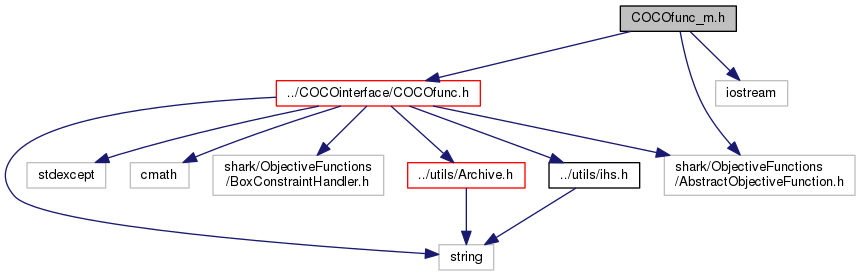 COCOfunc_m.h
../COCOinterface/COCOfunc.h
iostream
stdexcept
cmath
shark/ObjectiveFunctions
/BoxConstraintHandler.h
../utils/Archive.h
../utils/ihs.h
shark/ObjectiveFunctions
/AbstractObjectiveFunction.h
string